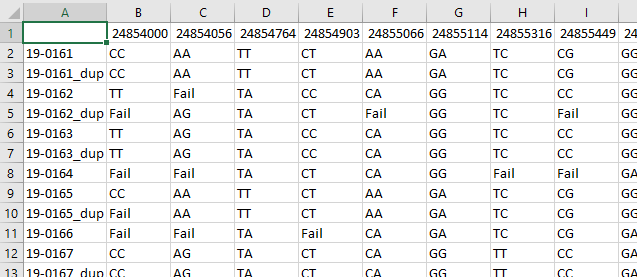 A B C D E F G H I
1 24854000 24854056 24854764 24854903 24855066 24855114 24855316 24855449 24
2 19-0161 CC AA TT CT AA GA TC CG GG
3 19-0161_dup CC AA TT CT AA GA TC CG GG
4 19-0162 TT Fail TA CC CA GG TC CC GG
5 19-0162_dup Fail AG TA CT Fail GG TC Fail GG
6 19-0163 TT AG TA CC CA GG TC CC GG
7 19-0163_dup TT AG TA CC CA GG TC CC GG
8 19-0164 Fail Fail TA CT CA GG Fail Fail GA
9 19-0165 CC AA TT CT AA GA TC CG GG
10 19-0165_dup Fail AA TT CT AA GA TC CG GG
11 19-0166 Fail Fail TA Fail CA GA TC CC GA
12 19-0167 CC AG TA CT CA GG TT CC GA
13 19-0167_dup CC AG TA CT CA GG TT CC GA